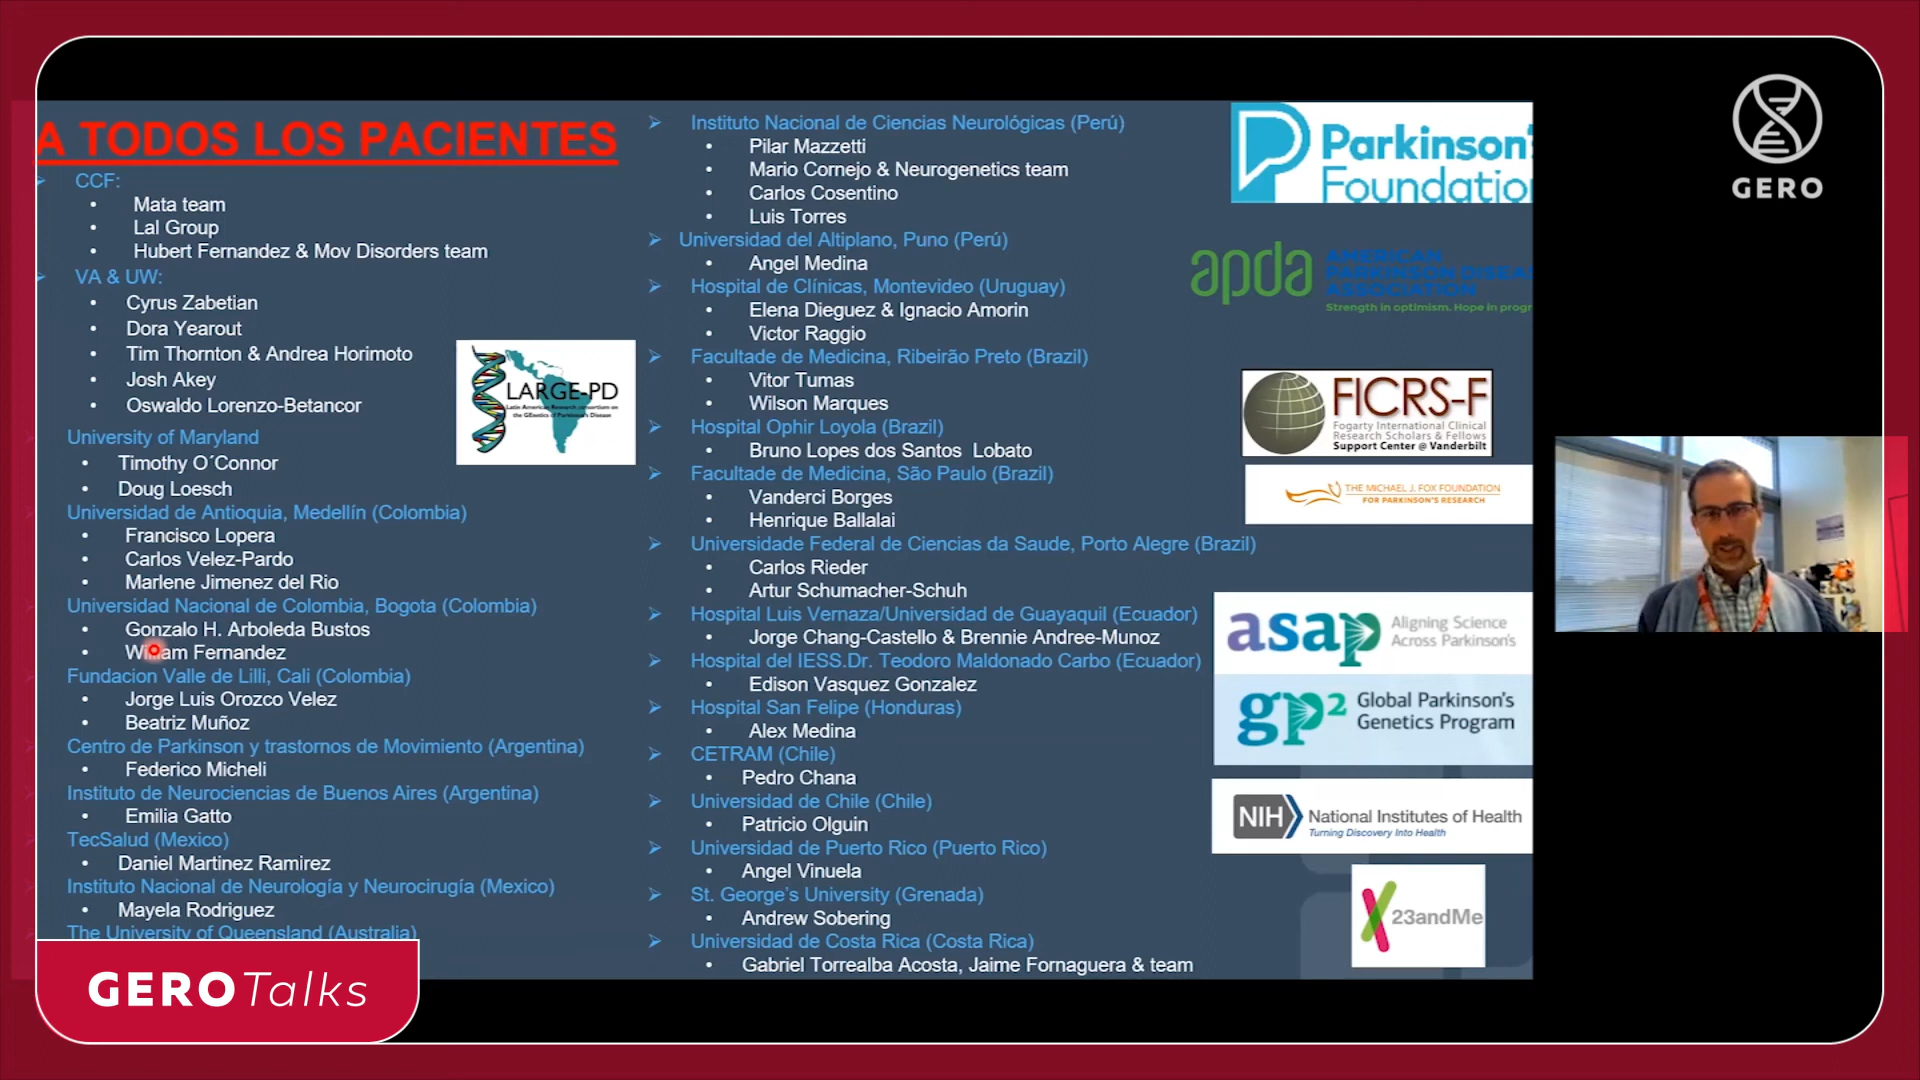 A TODOS LOS PACIENTES
CCF:
Mata team
Lal Group
Hubert Fernandez & Mov Disorders team
VA & UW:
Cyrus Zabetian
Dora Yearout
Tim Thornton & Andrea Horimoto
Josh Akey
Oswaldo Lorenzo-Betancor
University of Maryland
Timothy O´Connor
Doug Loesch
Universidad de Antioquia, Medellín (Colombia)
Francisco Lopera
Carlos Velez-Pardo
Marlene Jimenez del Rio
Universidad Nacional de Colombia, Bogota (Colombia)
Gonzalo H. Arboleda Bustos
William Fernandez
Fundacion Valle de Lilli, Cali (Colombia)
Jorge Luis Orozco Velez
Beatriz Muñoz
Centro de Parkinson y trastornos de Movimiento (Argentina)
Federico Micheli
Instituto de Neurociencias de Buenos Aires (Argentina)
Emilia Gatto
TecSalud (Mexico)
Daniel Martinez Ramirez
Instituto Nacional de Neurología y Neurocirugía (Mexico)
Mayela Rodriguez
The University of Queensland (Australia)
LARGE-PD
Latin American Research consortium on
the GEnetics of Parkinson's Disease
Instituto Nacional de Ciencias Neurológicas (Perú)
Pilar Mazzetti
Mario Cornejo & Neurogenetics team
Carlos Cosentino
Luis Torres
Universidad del Altiplano, Puno (Perú)
Angel Medina
Hospital de Clínicas, Montevideo (Uruguay)
Elena Dieguez & Ignacio Amorin
Victor Raggio
Facultade de Medicina, Ribeirão Preto (Brazil)
Vitor Tumas
Wilson Marques
Hospital Ophir Loyola (Brazil)
Bruno Lopes dos Santos Lobato
Facultade de Medicina, São Paulo (Brazil)
Vanderci Borges
Henrique Ballalai
Universidade Federal de Ciencias da Saude, Porto Alegre (Brazil)
Carlos Rieder
Artur Schumacher-Schuh
Hospital Luis Vernaza/Universidad de Guayaquil (Ecuador)
Jorge Chang-Castello & Brennie Andree-Munoz
Hospital del IESS.Dr. Teodoro Maldonado Carbo (Ecuador)
Edison Vasquez Gonzalez
Hospital San Felipe (Honduras)
Alex Medina
CETRAM (Chile)
Pedro Chana
Universidad de Chile (Chile)
Patricio Olguin
Universidad de Puerto Rico (Puerto Rico)
Angel Vinuela
St. George's University (Grenada)
Andrew Sobering
Universidad de Costa Rica (Costa Rica)
Gabriel Torrealba Acosta, Jaime Fornaguera & team
Parkinson'
Foundatio
apda
AMERICAN
PARKINSON DISEA
ASSOCIATION
Strength in optimism. Hope in progr
FICRS-F
Fogarty International Clinical
Research Scholars & Fellows
Support Center @ Vanderbilt
THE MICHAEL J. FOX FOUNDATION
FOR PARKINSON'S RESEARCH
asap
Aligning Science
Across Parkinson's
gp2
Global Parkinson's
Genetics Program
NIH
National Institutes of Health
Turning Discovery Into Health
23andMe
GERO
GERO Talks